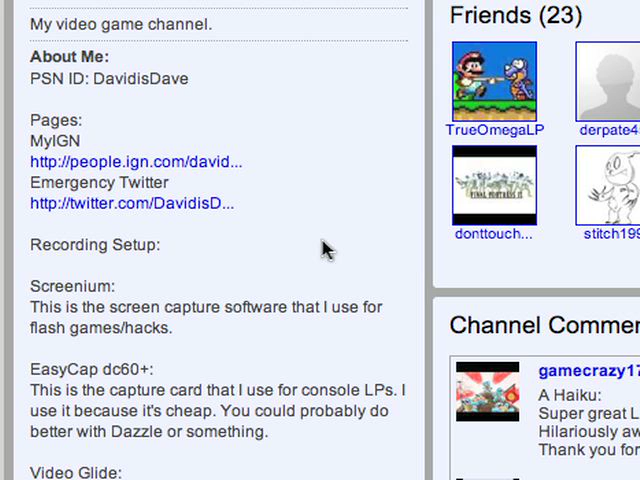 My video game channel.
About Me:
PSN ID: DavidisDave
Pages:
MyIGN
http://people.ign.com/david...
Emergency Twitter
http://twitter.com/DavidisD...
Recording Setup:
Screenium:
This is the screen capture software that I use for
flash games/hacks.
EasyCap dc60+:
This is the capture card that I use for console LPs. I
use it because it's cheap. You could probably do
better with Dazzle or something.
Video Glide:
Friends (23)
TrueOmegaLP
derpate4
donttouch...
stitch199
Channel Commen
gamecrazy17
A Haiku:
Super great L
Hilariously aw
Thank you for